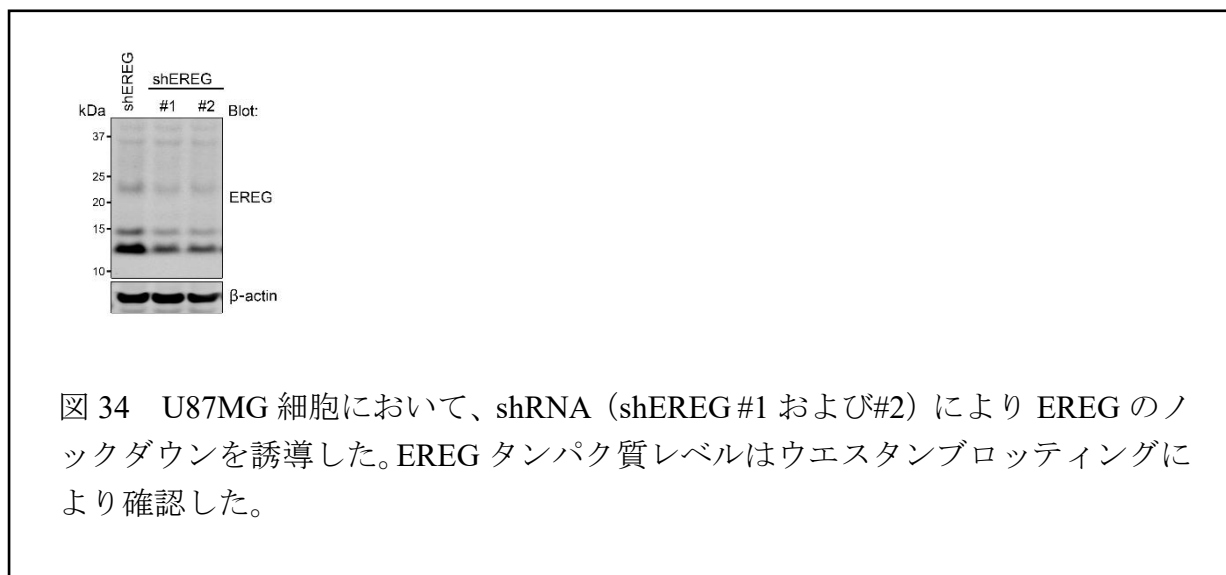 shEREG
shEREG
kDa #1 #2 Blot:
37
25
20
EREG
15
10
β-actin
図 34 U87MG 細胞において、shRNA（shEREG #1 および#2）により EREG のノ
ックダウンを誘導した。EREG タンパク質レベルはウエスタンブロッティングに
より確認した。